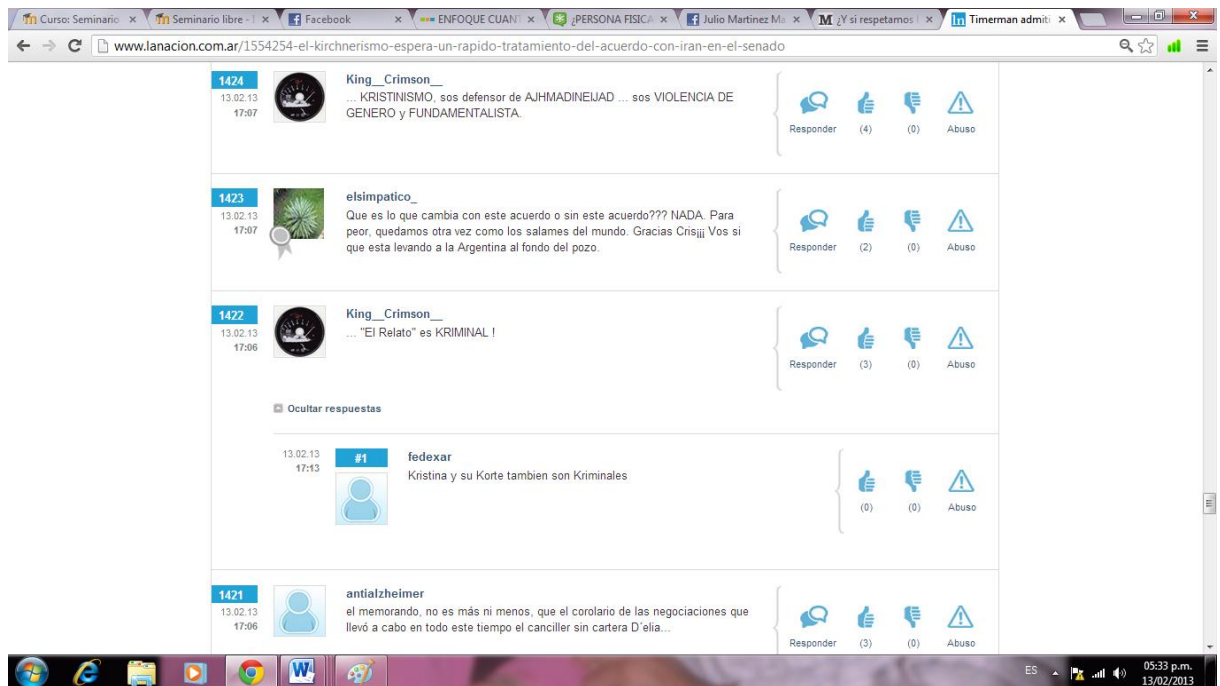 Curso: Seminario
Seminario libre -
Facebook
ENFOQUE CUANT
¿PERSONA FISICA
Julio Martinez Ma
M ¿Y si respetamos
ln Timerman admiti
www.lanacion.com.ar/1554254-el-kirchnerismo-espera-un-rapido-tratamiento-del-acuerdo-con-iran-en-el-senado
1424
13.02.13
17:07
King__Crimson__
... KRISTINISMO, sos defensor de AJHMADINEIJAD ... sos VIOLENCIA DE
GENERO y FUNDAMENTALISTA.
Responder (4) (0) Abuso
1423
13.02.13
17:07
elsimpatico_
Que es lo que cambia con este acuerdo o sin este acuerdo??? NADA. Para
peor, quedamos otra vez como los salames del mundo. Gracias Cris¡¡¡ Vos si
que esta levando a la Argentina al fondo del pozo.
Responder (2) (0) Abuso
1422
13.02.13
17:06
King__Crimson__
... "El Relato" es KRIMINAL !
Responder (3) (0) Abuso
Ocultar respuestas
13.02.13
17:13
#1
fedexar
Kristina y su Korte tambien son Kriminales
(0) (0) Abuso
1421
13.02.13
17:06
antialzheimer
el memorando, no es más ni menos, que el corolario de las negociaciones que
llevó a cabo en todo este tiempo el canciller sin cartera D´elia...
Responder (3) (0) Abuso
ES
05:33 p.m.
13/02/2013